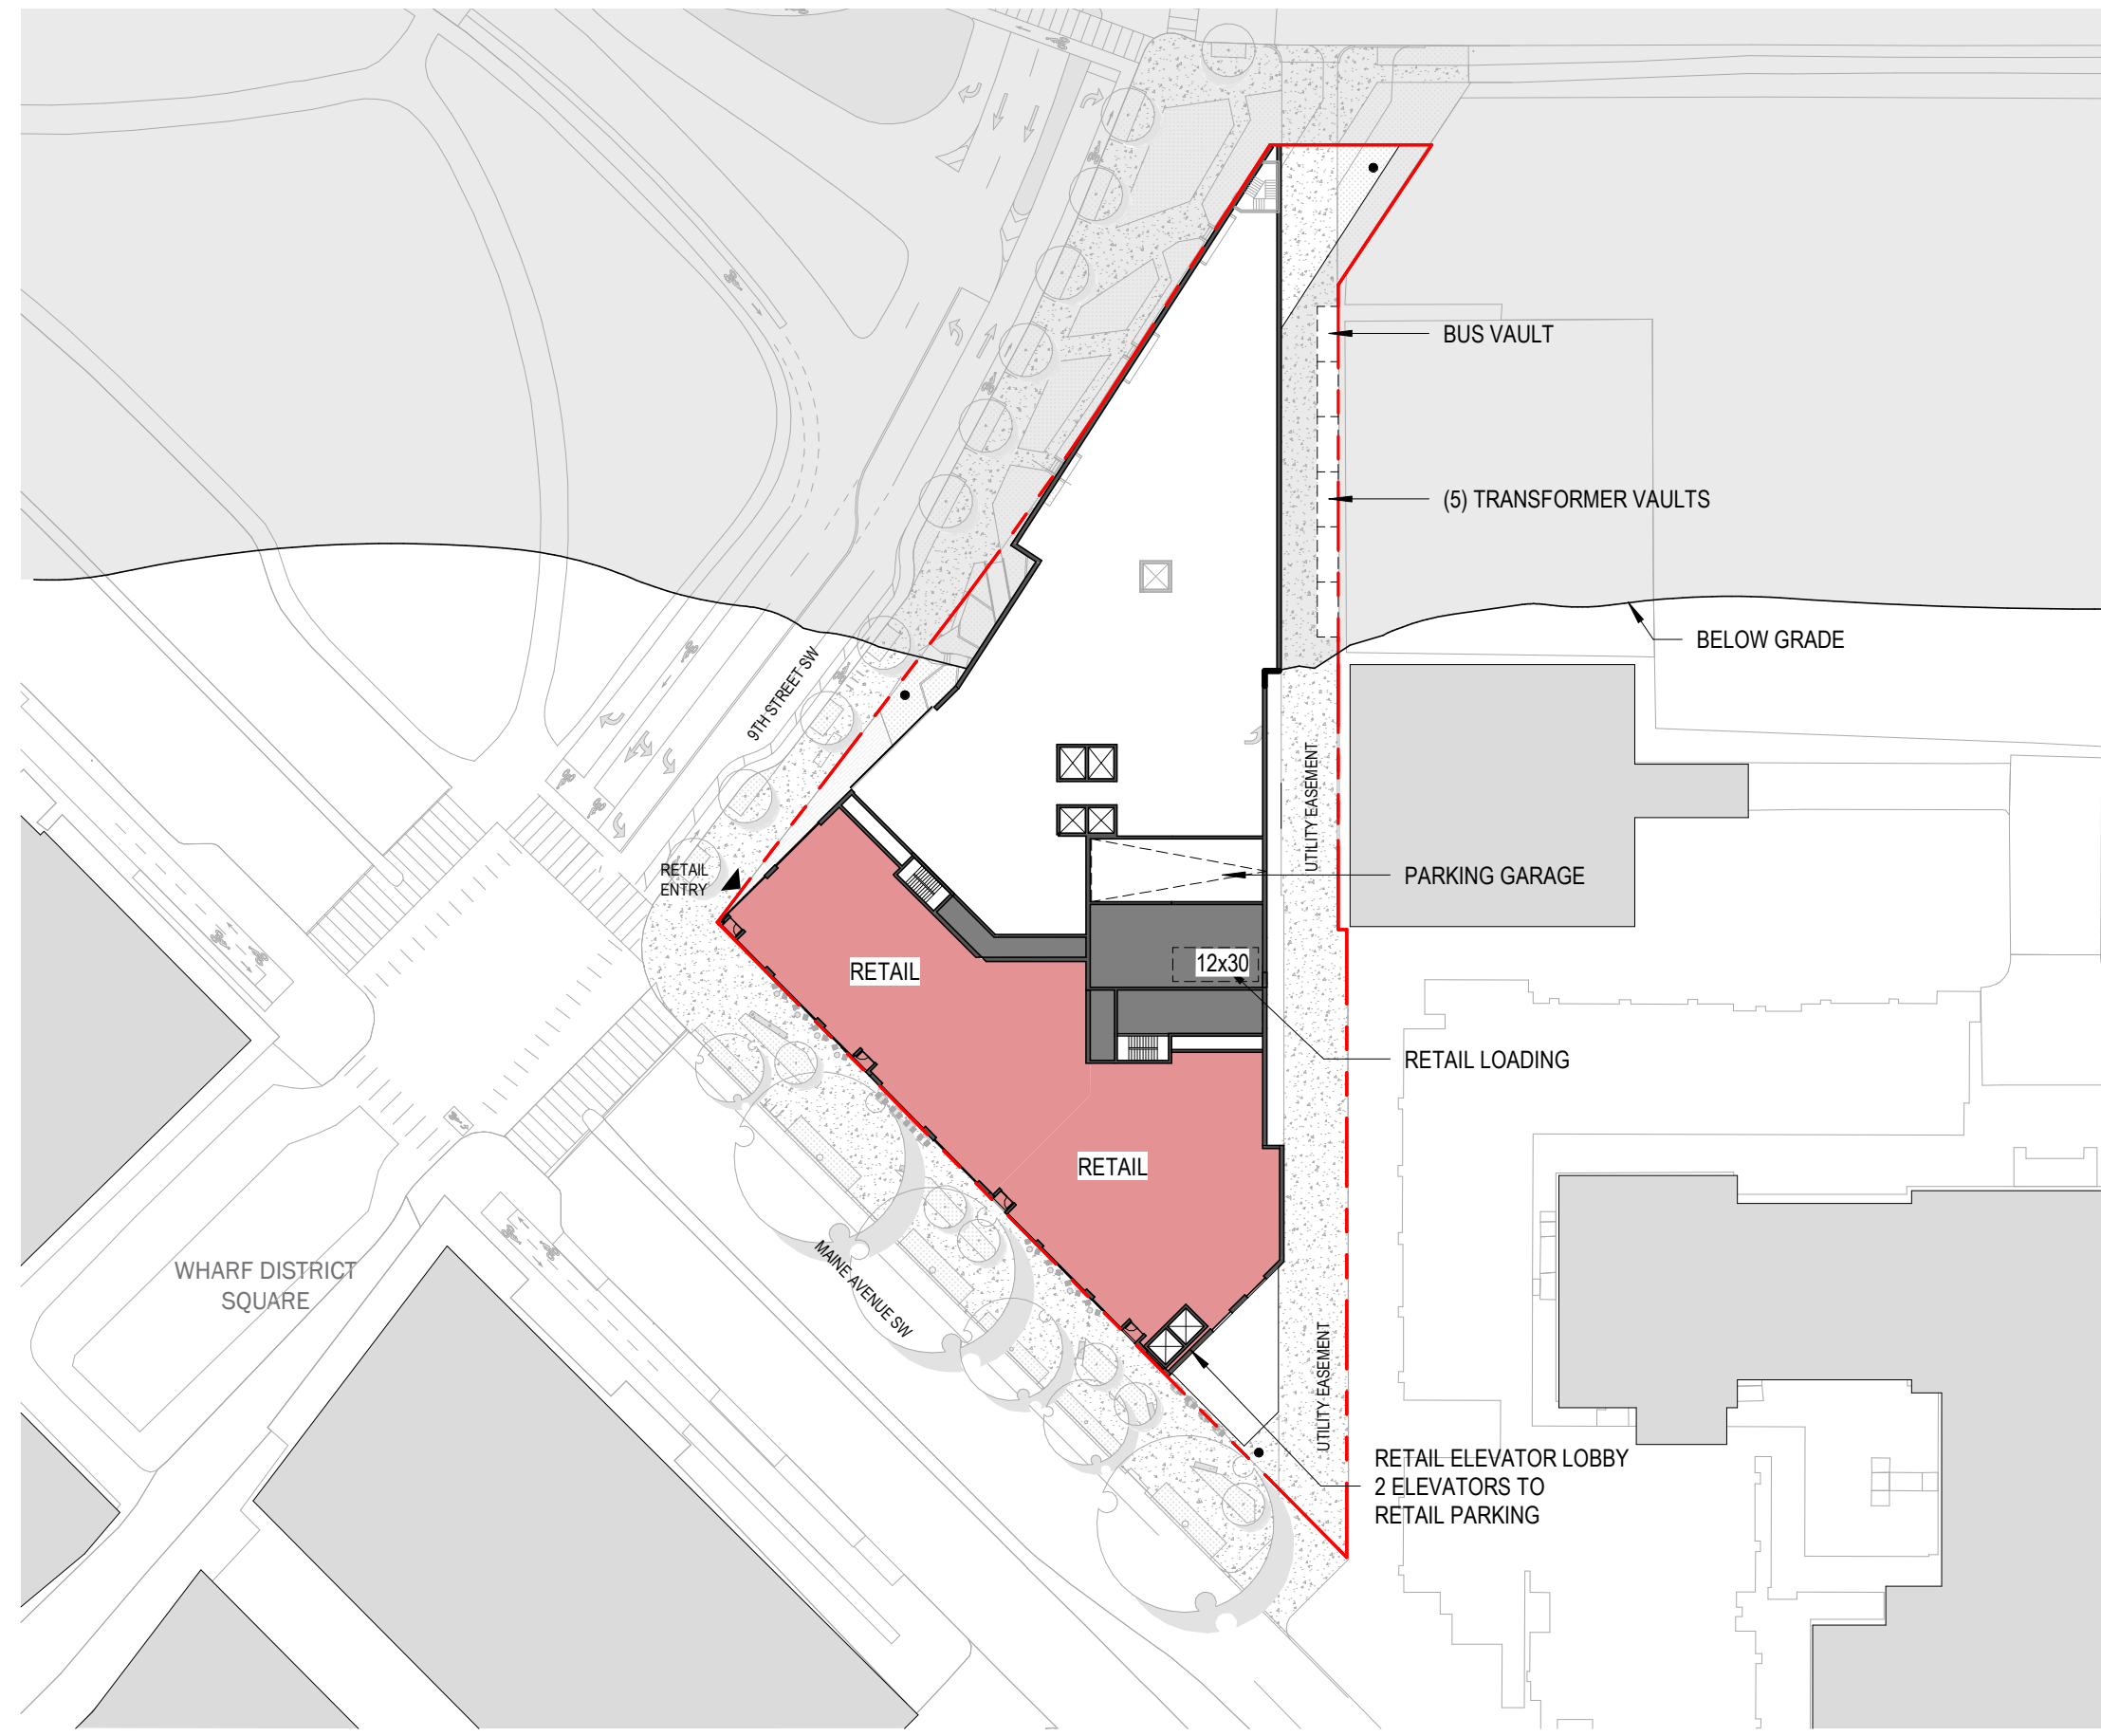 BUS VAULT
(5) TRANSFORMER VAULTS
BELOW GRADE
9TH STREET SW
UTILITY EASEMENT
RETAIL
ENTRY
PARKING GARAGE
RETAIL
12x30
RETAIL LOADING
RETAIL
WHARF DISTRICT
SQUARE
MAINE AVENUE SW
UTILITY EASEMENT
RETAIL ELEVATOR LOBBY
2 ELEVATORS TO
RETAIL PARKING